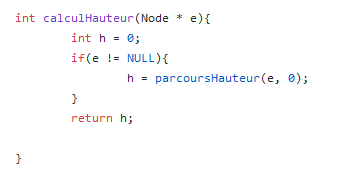 int calculHauteur(Node * e){
int h = 0;
if(e != NULL){
h = parcoursHauteur(e, 0);
}
return h;
}